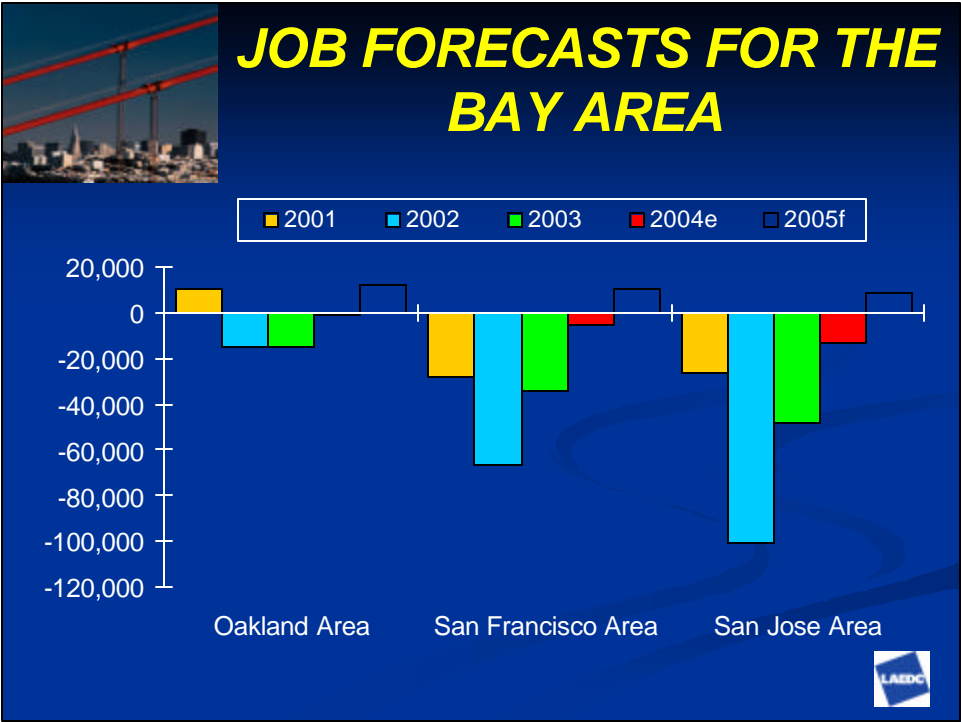 JOB FORECASTS FOR THE
BAY AREA
2001 2002 2003 2004e 2005f
20,000
0
-20,000
-40,000
-60,000
-80,000
-100,000
-120,000
Oakland Area San Francisco Area San Jose Area
LAEDC